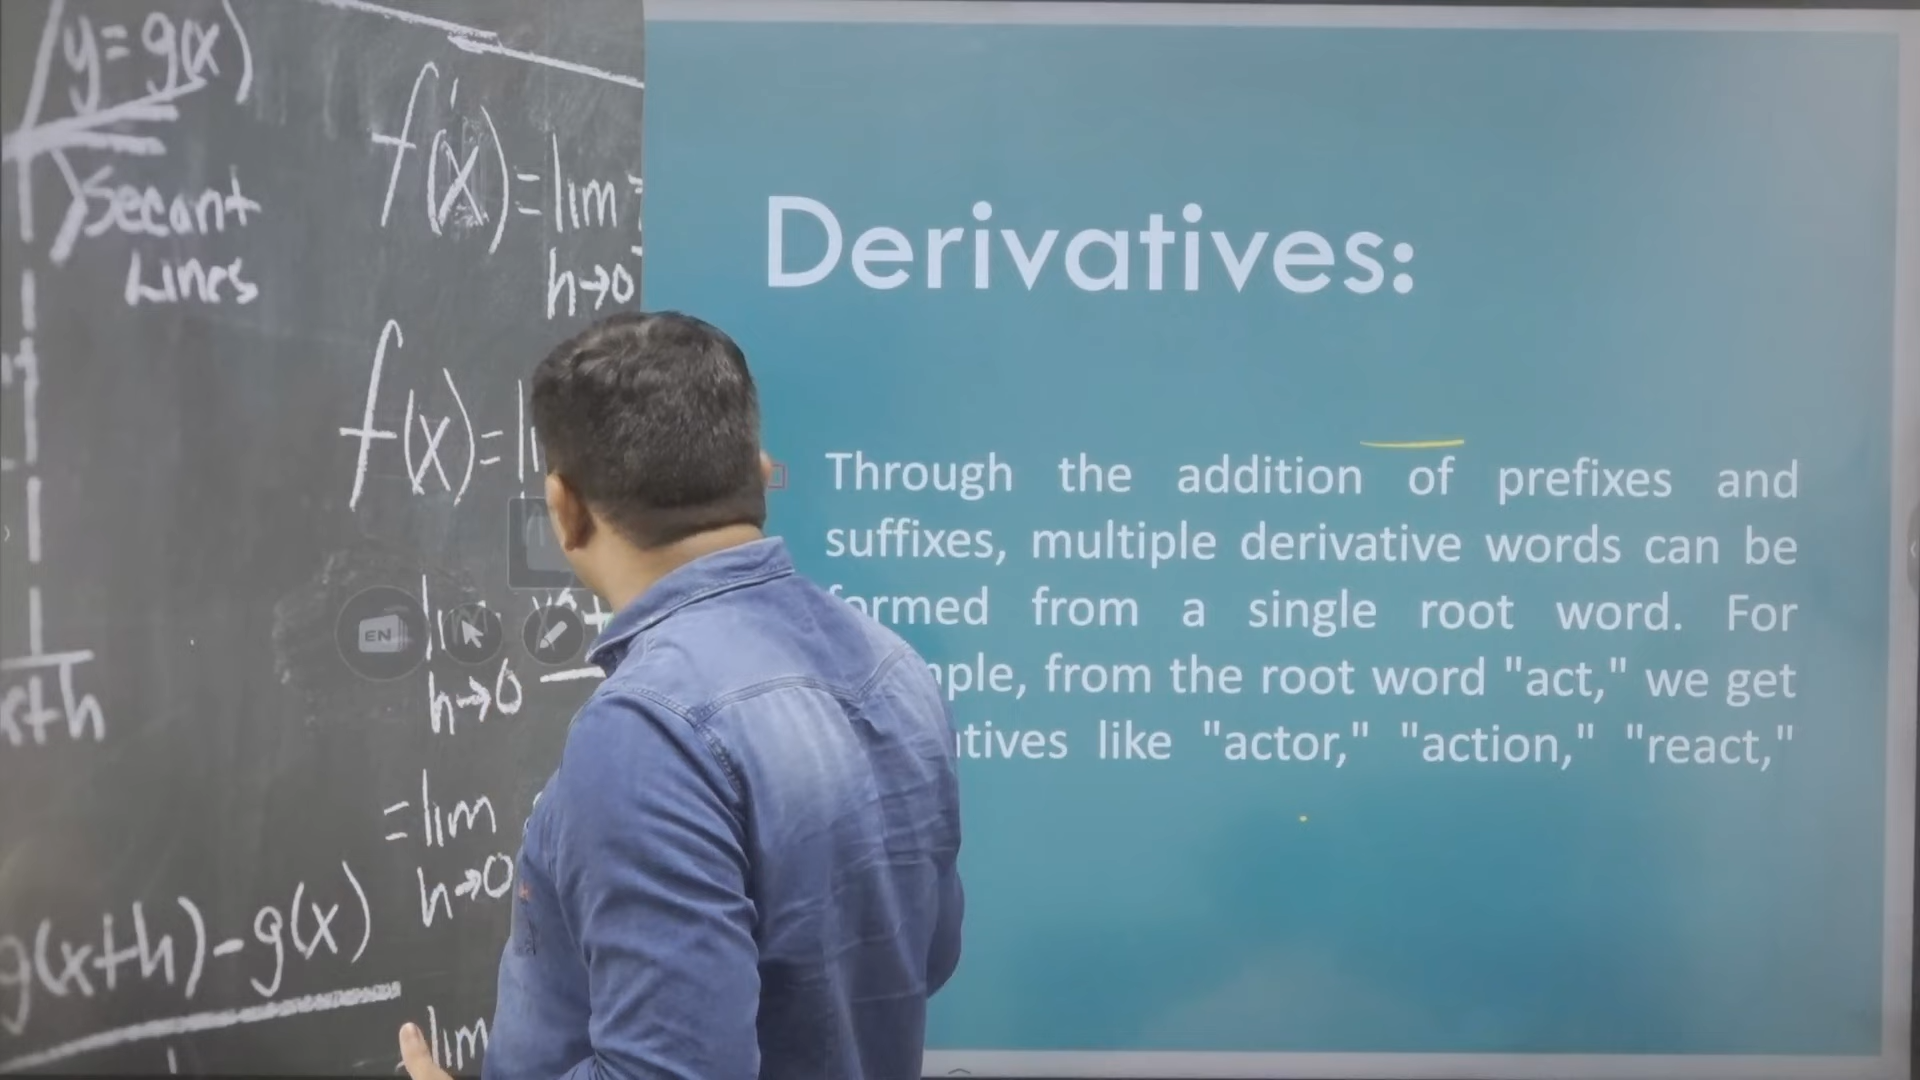 y=g(x)
Secant
Lines
f'(x)=lim
h→0
f(x)=
lim
h→0
x+h
=lim
h→0
g(x+h)-g(x)
lim
EN
Derivatives:
Through the addition of prefixes and
suffixes, multiple derivative words can be
formed from a single root word. For
from the root word "act," we get
like "actor," "action," "react,"